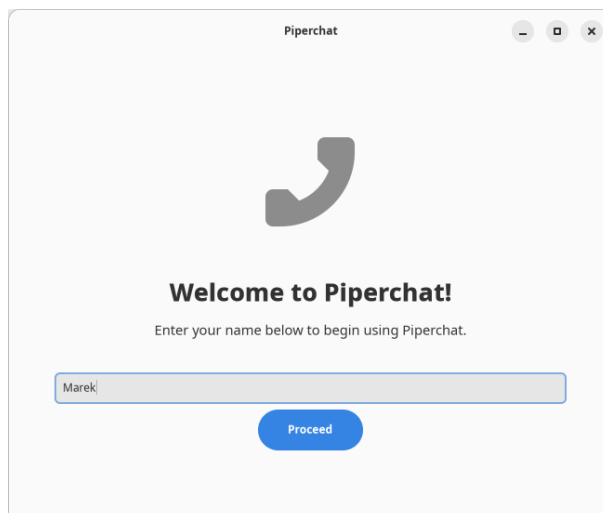 Piperchat
Welcome to Piperchat!
Enter your name below to begin using Piperchat.
Marek
Proceed